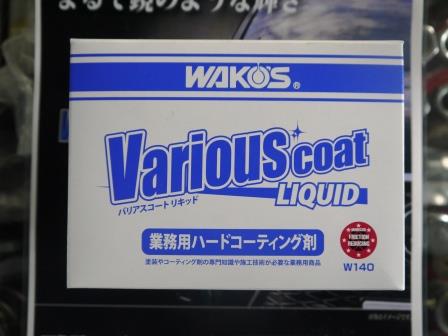 まるで鏡のような輝き
WAKO'S®
Various coat
LIQUID
バリアスコートリキッド
業務用ハードコーティング剤
塗装やコーティング剤の専門知識や施工技術が必要な業務用商品
FRICTION
REDUCING
W140